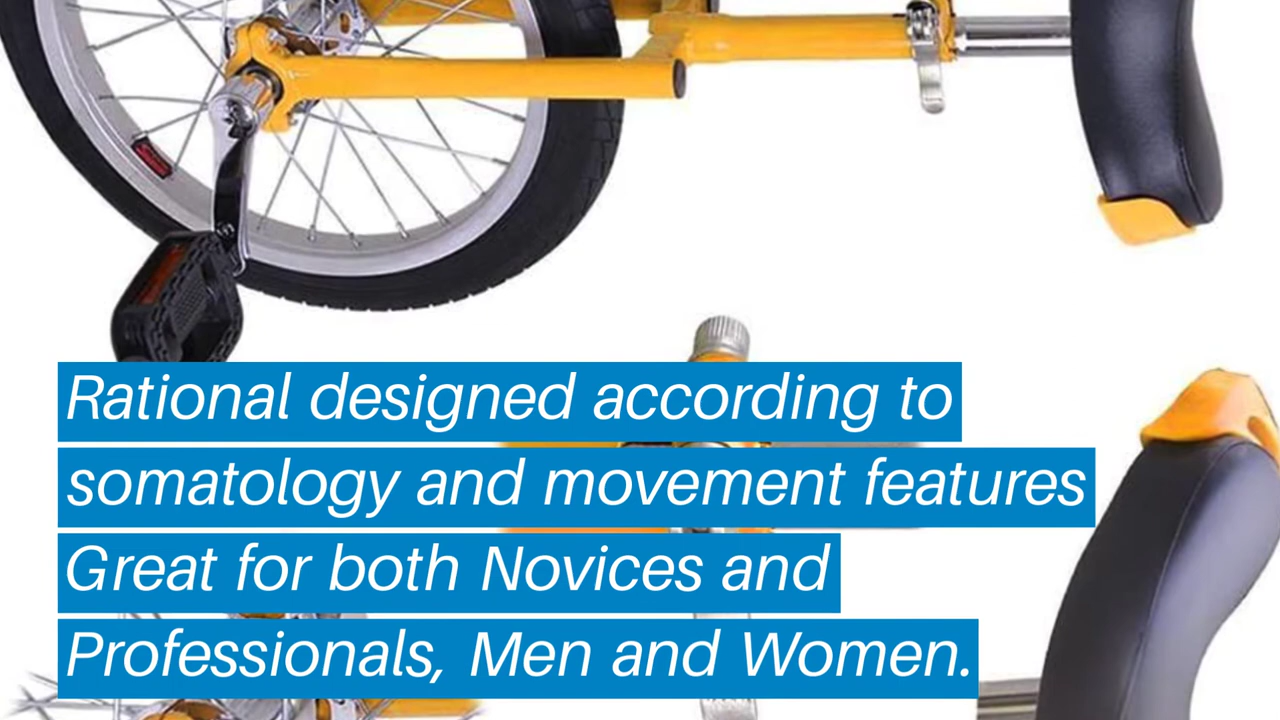 Rational designed according to
somatology and movement features
Great for both Novices and
Professionals, Men and Women.